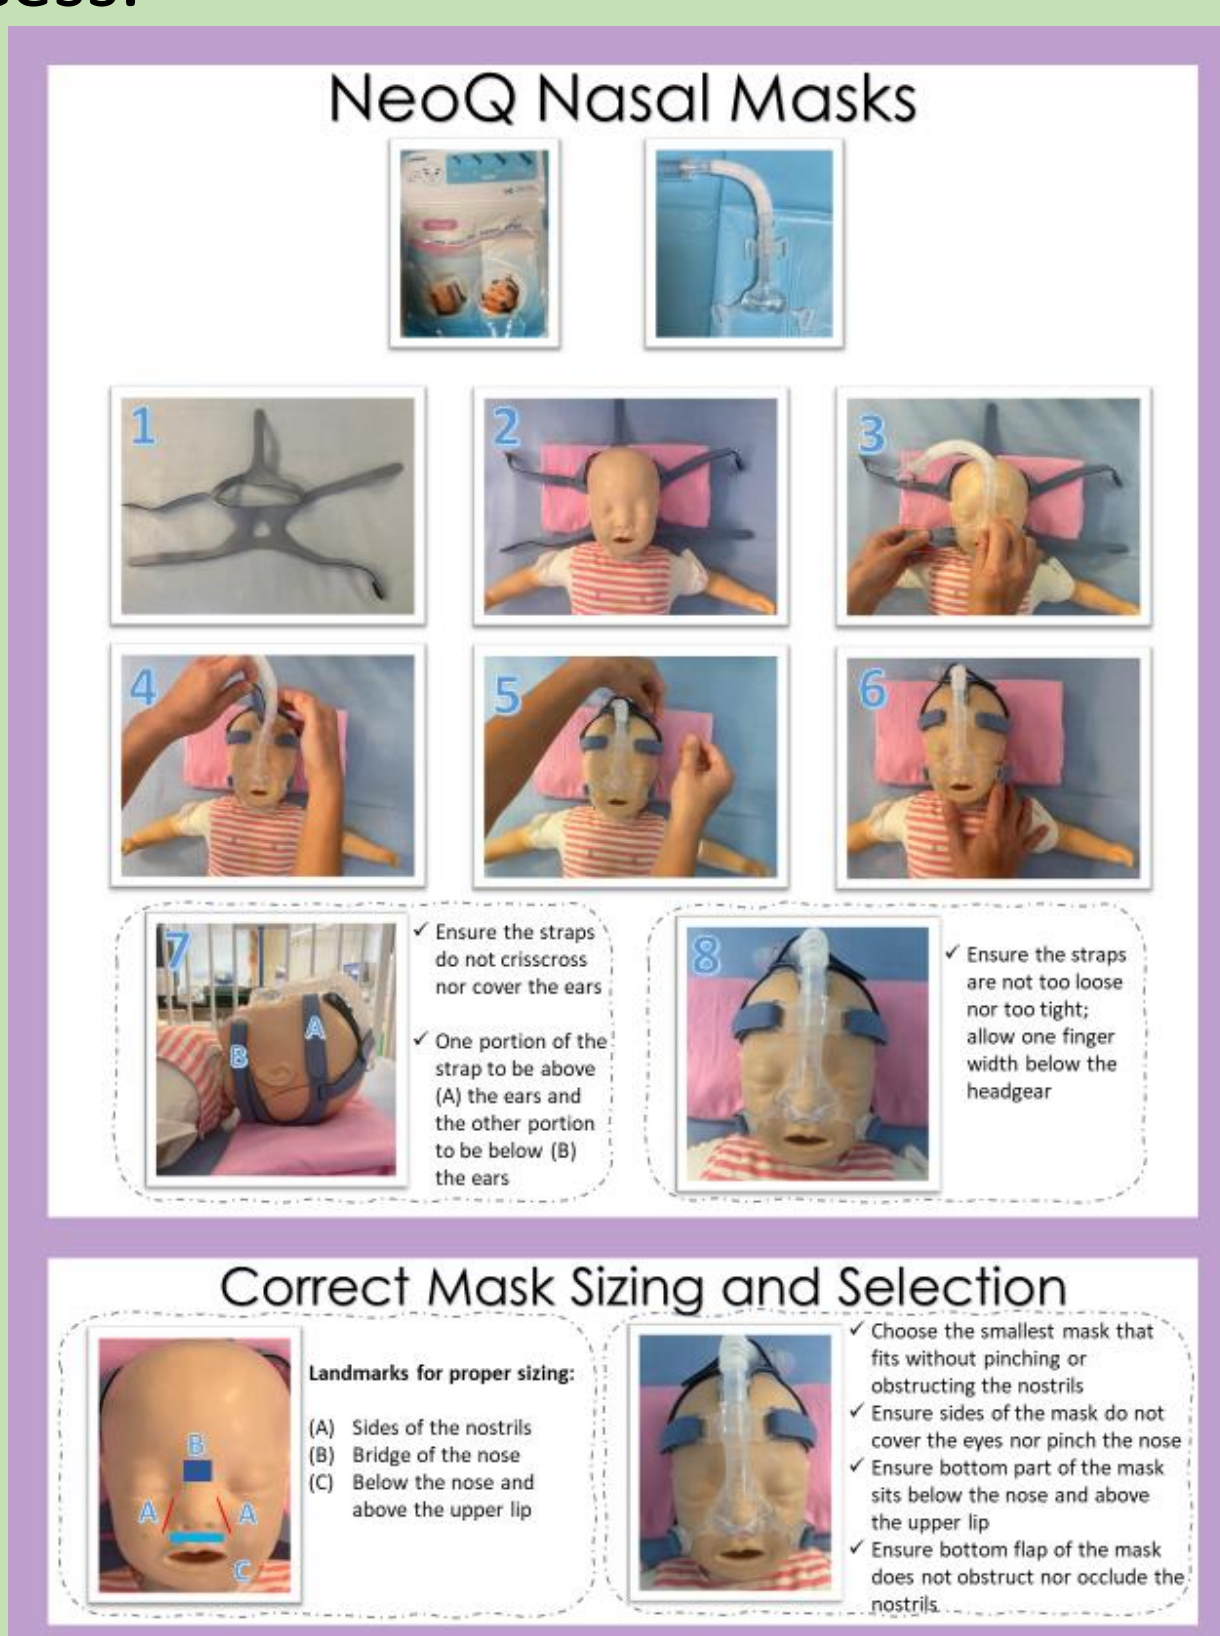 NeoQ Nasal Masks
1
2
3
4
5
6
7
A
B
✓ Ensure the straps
do not crisscross
nor cover the ears
✓ One portion of the
strap to be above
(A) the ears and
the other portion
to be below (B)
the ears
8
✓ Ensure the straps
are not too loose
nor too tight;
allow one finger
width below the
headgear
Correct Mask Sizing and Selection
B
A
A
C
Landmarks for proper sizing:
(A) Sides of the nostrils
(B) Bridge of the nose
(C) Below the nose and
above the upper lip
✓ Choose the smallest mask that
fits without pinching or
obstructing the nostrils
✓ Ensure sides of the mask do not
cover the eyes nor pinch the nose
✓ Ensure bottom part of the mask
sits below the nose and above
the upper lip
✓ Ensure bottom flap of the mask
does not obstruct nor occlude the
nostrils